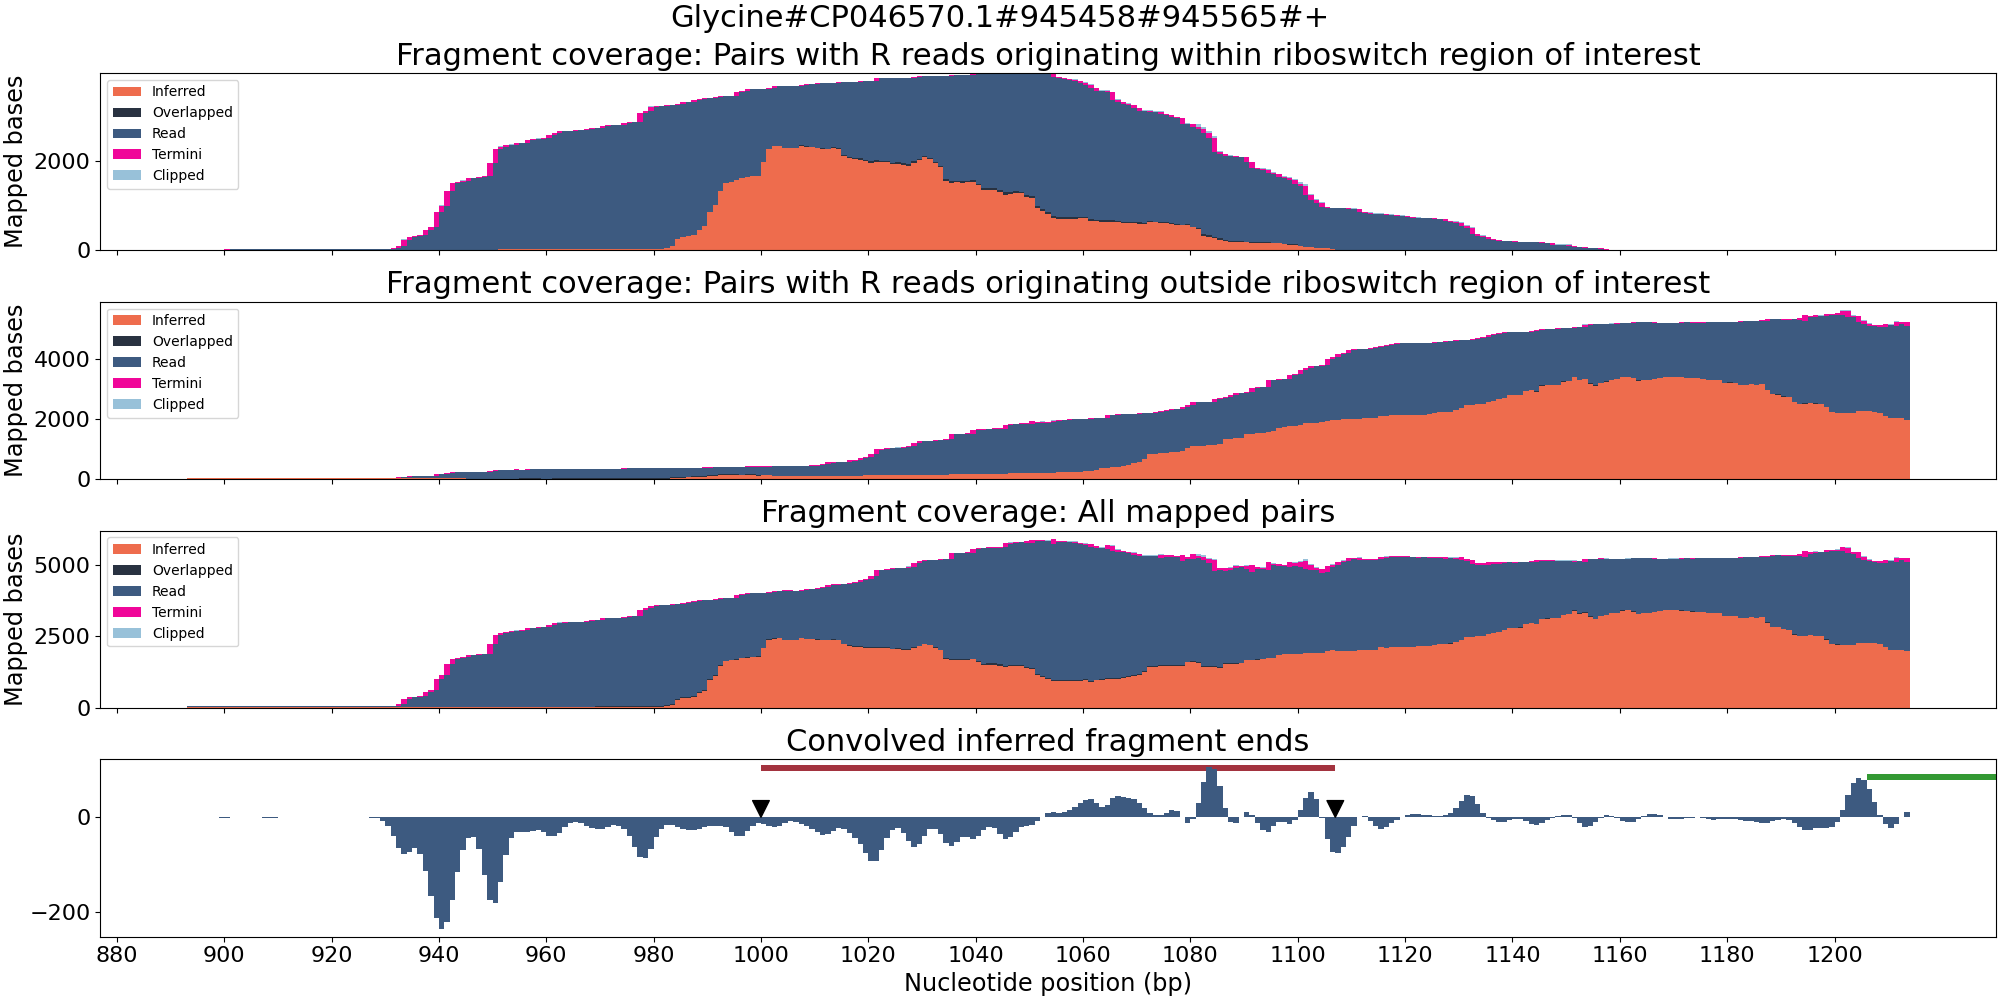 Glycine#CP046570.1#945458#945565#+
Fragment coverage: Pairs with R reads originating within riboswitch region of interest
Mapped bases
2000
0
Inferred
Overlapped
Read
Termini
Clipped
Fragment coverage: Pairs with R reads originating outside riboswitch region of interest
Mapped bases
4000
2000
0
Inferred
Overlapped
Read
Termini
Clipped
Fragment coverage: All mapped pairs
Mapped bases
5000
2500
0
Inferred
Overlapped
Read
Termini
Clipped
Convolved inferred fragment ends
0
−200
880 900 920 940 960 980 1000 1020 1040 1060 1080 1100 1120 1140 1160 1180 1200
Nucleotide position (bp)